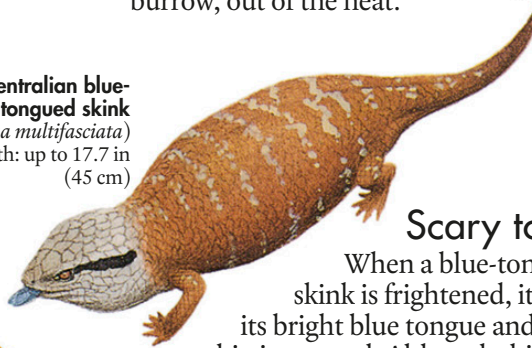 burrow, out of the heat.
entralian blue-
tongued skink
a multifasciata)
th: up to 17.7 in
(45 cm)
Scary to
When a blue-ton
skink is frightened, it
its bright blue tongue and